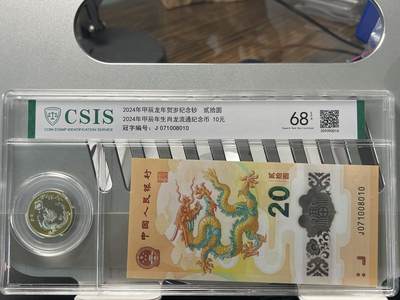 CSIS
COIN STAMP IDENTIFICATION SERVICE
2024年甲辰龙年贺岁纪念钞 贰拾圆
2024年甲辰年生肖龙流通纪念币 10元
冠字编号：J071008010
68
中国人民银行
20
贰拾圆
J071008010